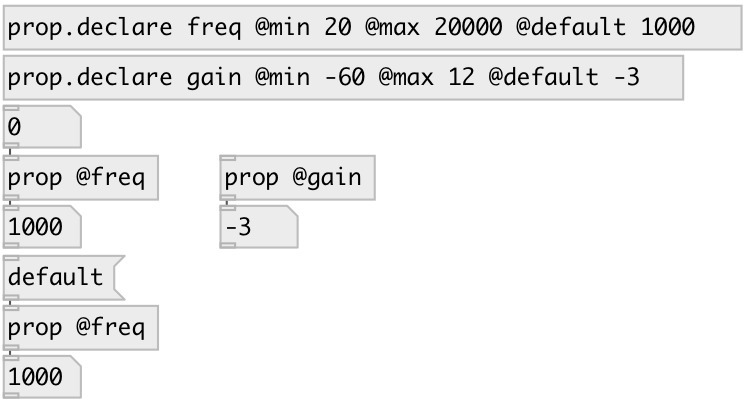 prop.declare freq @min 20 @max 20000 @default 1000
prop.declare gain @min -60 @max 12 @default -3
0
prop @freq prop @gain
1000 -3
default
prop @freq
1000